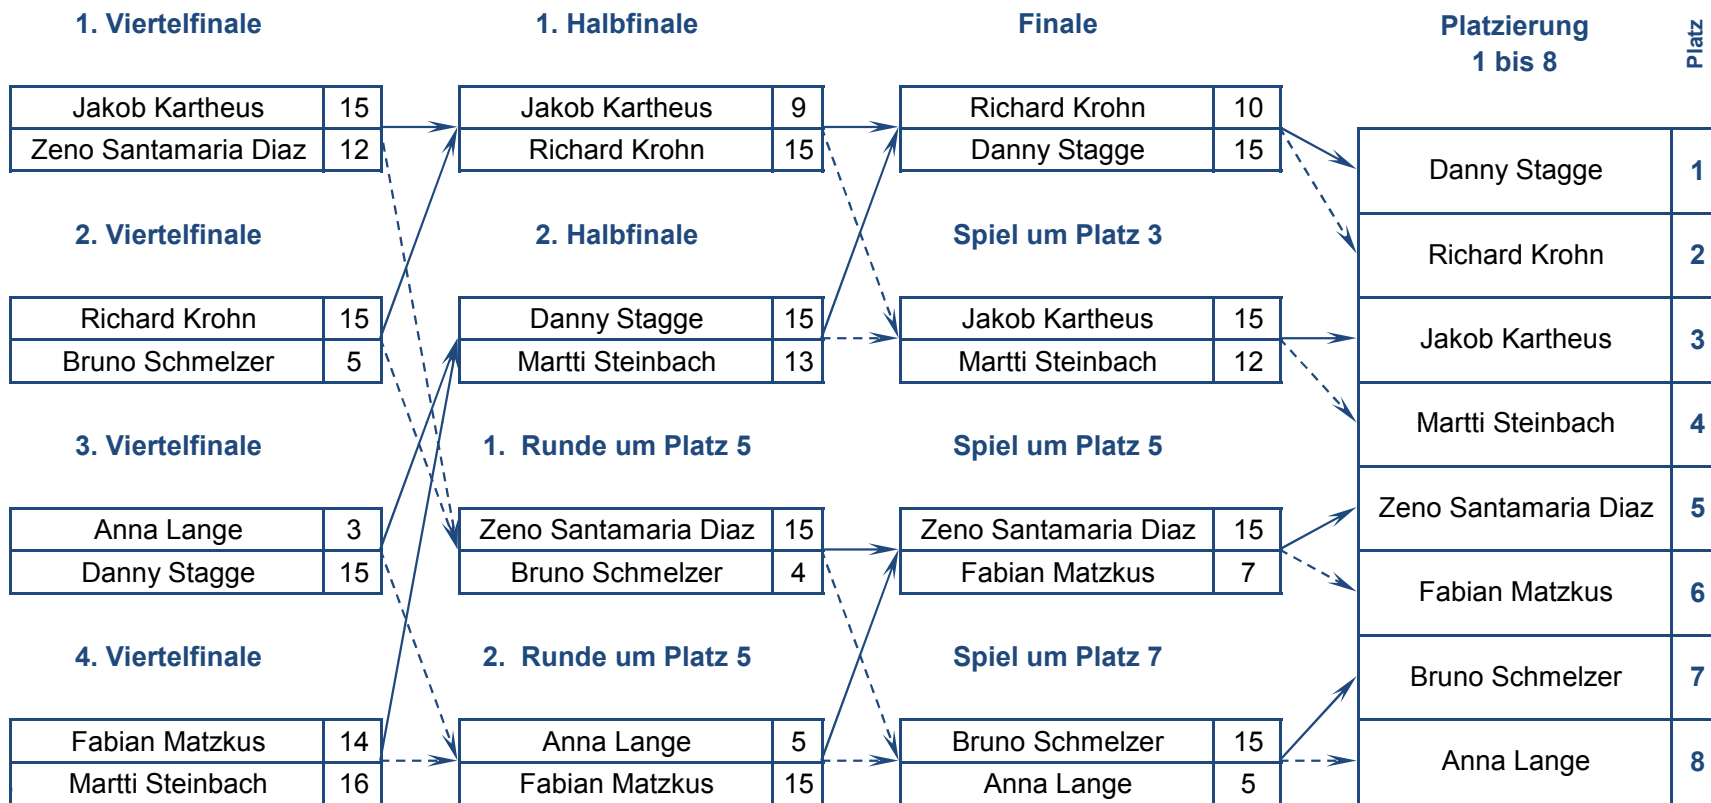 1. Viertelfinale
1. Halbfinale
Finale
Platzierung
1 bis 8
Platz
Jakob Kartheus 15
Zeno Santamaria Diaz 12
Jakob Kartheus 9
Richard Krohn 15
Richard Krohn 10
Danny Stagge 15
Danny Stagge 1
2. Viertelfinale
2. Halbfinale
Spiel um Platz 3
Richard Krohn 2
Richard Krohn 15
Bruno Schmelzer 5
Danny Stagge 15
Martti Steinbach 13
Jakob Kartheus 15
Martti Steinbach 12
Jakob Kartheus 3
Martti Steinbach 4
3. Viertelfinale
1. Runde um Platz 5
Spiel um Platz 5
Zeno Santamaria Diaz 5
Anna Lange 3
Danny Stagge 15
Zeno Santamaria Diaz 15
Bruno Schmelzer 4
Zeno Santamaria Diaz 15
Fabian Matzkus 7
Fabian Matzkus 6
4. Viertelfinale
2. Runde um Platz 5
Spiel um Platz 7
Bruno Schmelzer 7
Fabian Matzkus 14
Martti Steinbach 16
Anna Lange 5
Fabian Matzkus 15
Bruno Schmelzer 15
Anna Lange 5
Anna Lange 8